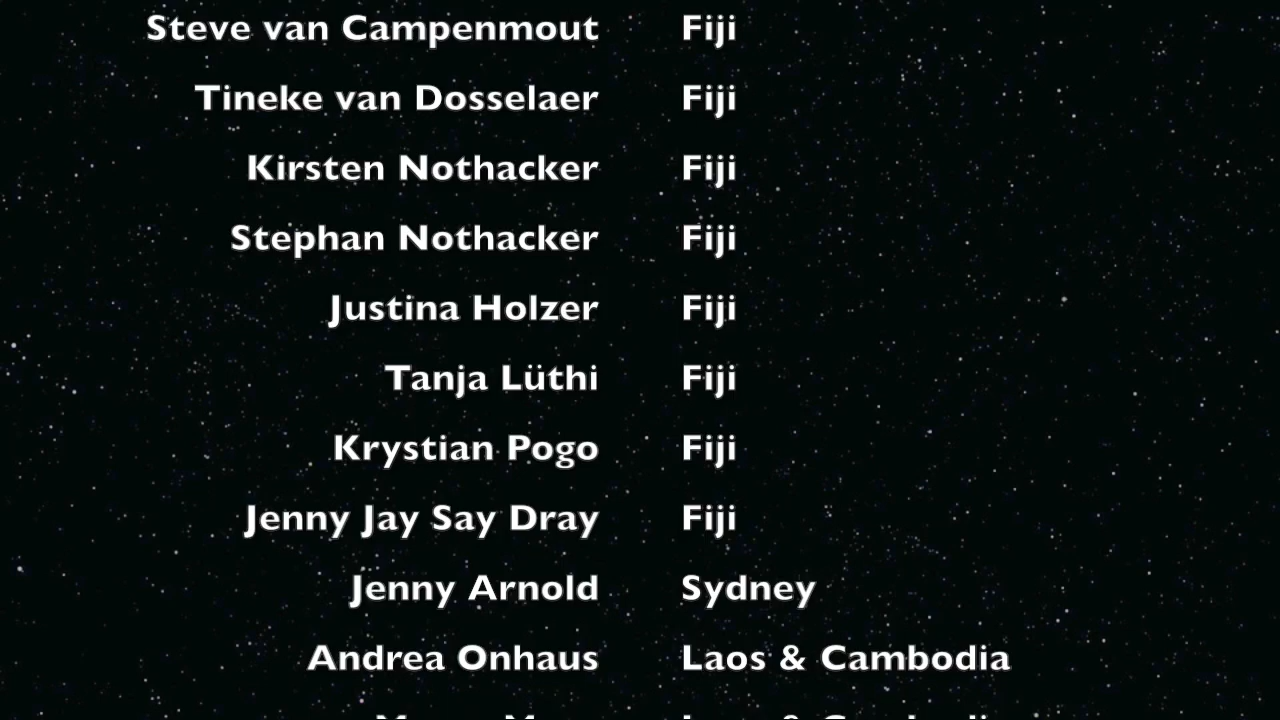 Steve van Campenmout Fiji
Tineke van Dosselaer Fiji
Kirsten Nothacker Fiji
Stephan Nothacker Fiji
Justina Holzer Fiji
Tanja Lüthi Fiji
Krystian Pogo Fiji
Jenny Jay Say Dray Fiji
Jenny Arnold Sydney
Andrea Onhaus Laos & Cambodia